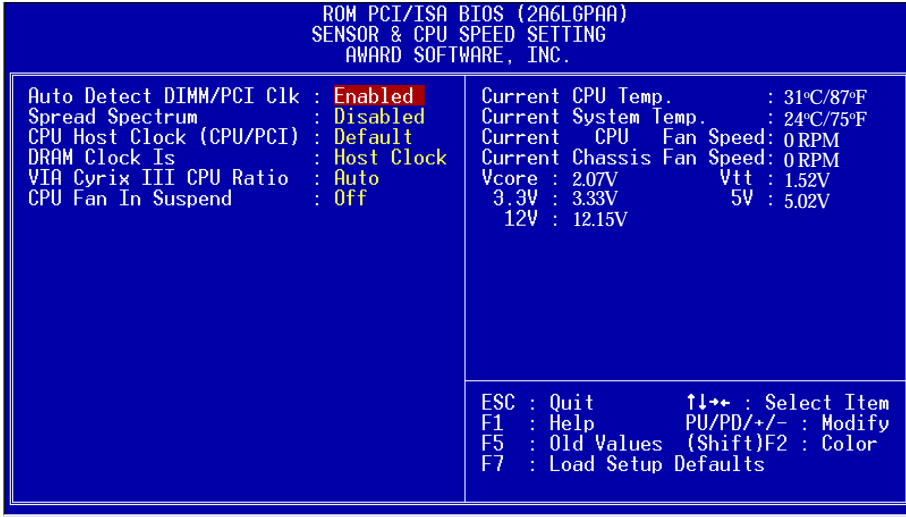 ROM PCI/ISA BIOS (2A6LGPAA)
SENSOR & CPU SPEED SETTING
AWARD SOFTWARE, INC.
Auto Detect DIMM/PCI Clk : Enabled
Spread Spectrum : Disabled
CPU Host Clock (CPU/PCI) : Default
DRAM Clock Is : Host Clock
VIA Cyrix III CPU Ratio : Auto
CPU Fan In Suspend : Off
Current CPU Temp. : 31°C/87°F
Current System Temp. : 24°C/75°F
Current CPU Fan Speed: 0 RPM
Current Chassis Fan Speed: 0 RPM
Vcore : 2.07V Vtt : 1.52V
3.3V : 3.33V 5V : 5.02V
12V : 12.15V
ESC : Quit ↑↓→← : Select Item
F1 : Help PU/PD/+/- : Modify
F5 : Old Values (Shift)F2 : Color
F7 : Load Setup Defaults